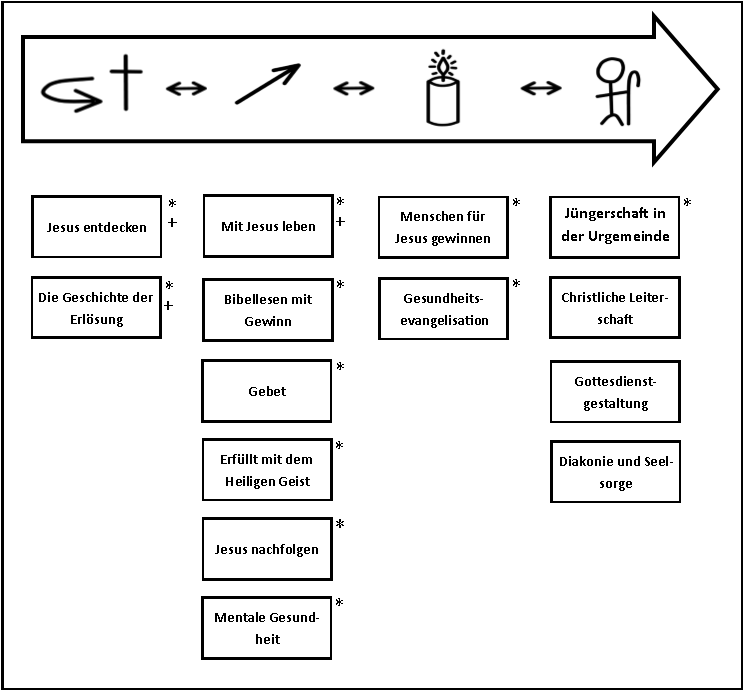 Jesus entdecken
*
+
Mit Jesus leben
*
+
Menschen für
Jesus gewinnen
*
Jüngerschaft in
der Urgemeinde
*
Die Geschichte der
Erlösung
*
+
Bibellesen mit
Gewinn
*
Gesundheits-
evangelisation
*
Christliche Leiter-
schaft
Gebet
*
Gottesdienst-
gestaltung
Erfüllt mit dem
Heiligen Geist
*
Diakonie und Seel-
sorge
Jesus nachfolgen
*
Mentale Gesund-
heit
*